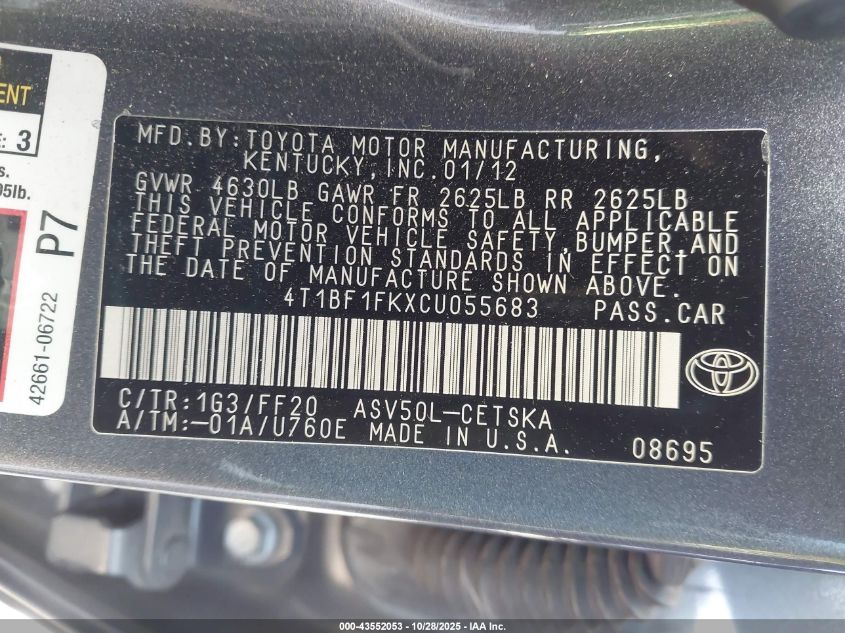 ENT
: 3
s.
95lb.
P7
42661-06722
MFD.BY:TOYOTA MOTOR MANUFACTURING,
KENTUCKY,INC.01/12
GVWR 4630LB GAWR FR 2625LB RR 2625LB
THIS VEHICLE CONFORMS TO ALL APPLICABLE
FEDERAL MOTOR VEHICLE SAFETY,BUMPER,AND
THEFT PREVENTION STANDARDS IN EFFECT ON
THE DATE OF MANUFACTURE SHOWN ABOVE.
4T1BF1FKXCU055683 PASS.CAR
C/TR:1G3/FF20 ASV50L-CETSKA
A/TM:-01A/U760E MADE IN U.S.A. 08695
000-43552053 | 10/28/2025 - IAA Inc.